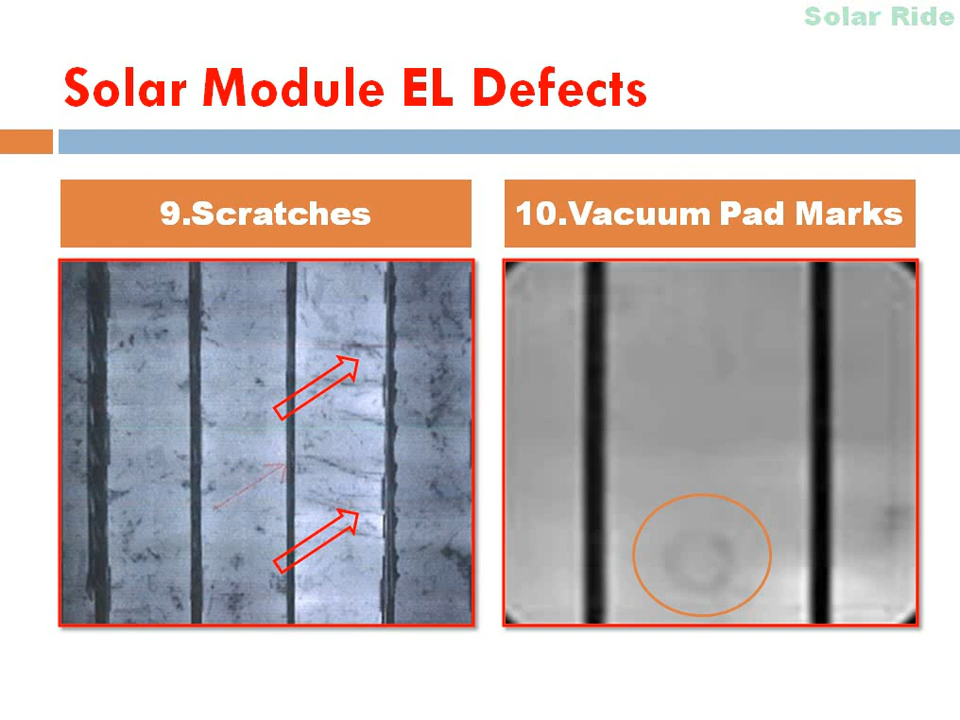 Solar Ride
Solar Module EL Defects
9.Scratches
10.Vacuum Pad Marks